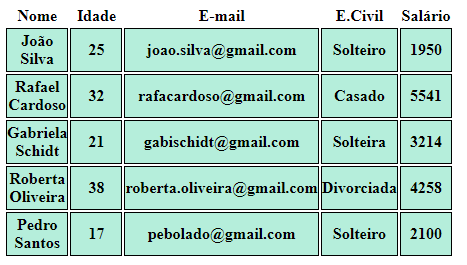 Nome Idade E-mail E.Civil Salário
João Silva 25 joao.silva@gmail.com Solteiro 1950
Rafael Cardoso 32 rafacardoso@gmail.com Casado 5541
Gabriela Schidt 21 gabischidt@gmail.com Solteira 3214
Roberta Oliveira 38 roberta.oliveira@gmail.com Divorciada 4258
Pedro Santos 17 pebolado@gmail.com Solteiro 2100